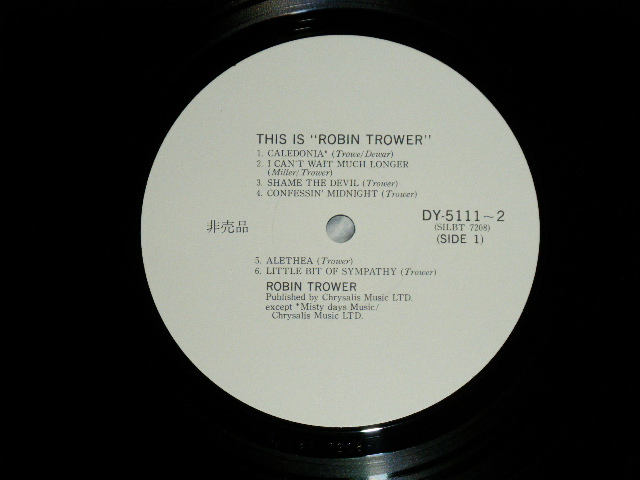 THIS IS "ROBIN TROWER"
1. CALEDONIA* (Trowe/Dewar)
2. I CAN'T WAIT MUCH LONGER
(Miller/Trower)
3. SHAME THE DEVIL (Trower)
4. CONFESSIN' MIDNIGHT (Trower)
非売品
DY-5111~2
(SILBT 7208)
(SIDE 1)
5. ALETHEA (Trower)
6. LITTLE BIT OF SYMPATHY (Trower)
ROBIN TROWER
Published by Chrysalis Music LTD.
except *Misty days Music/
Chrysalis Music LTD.